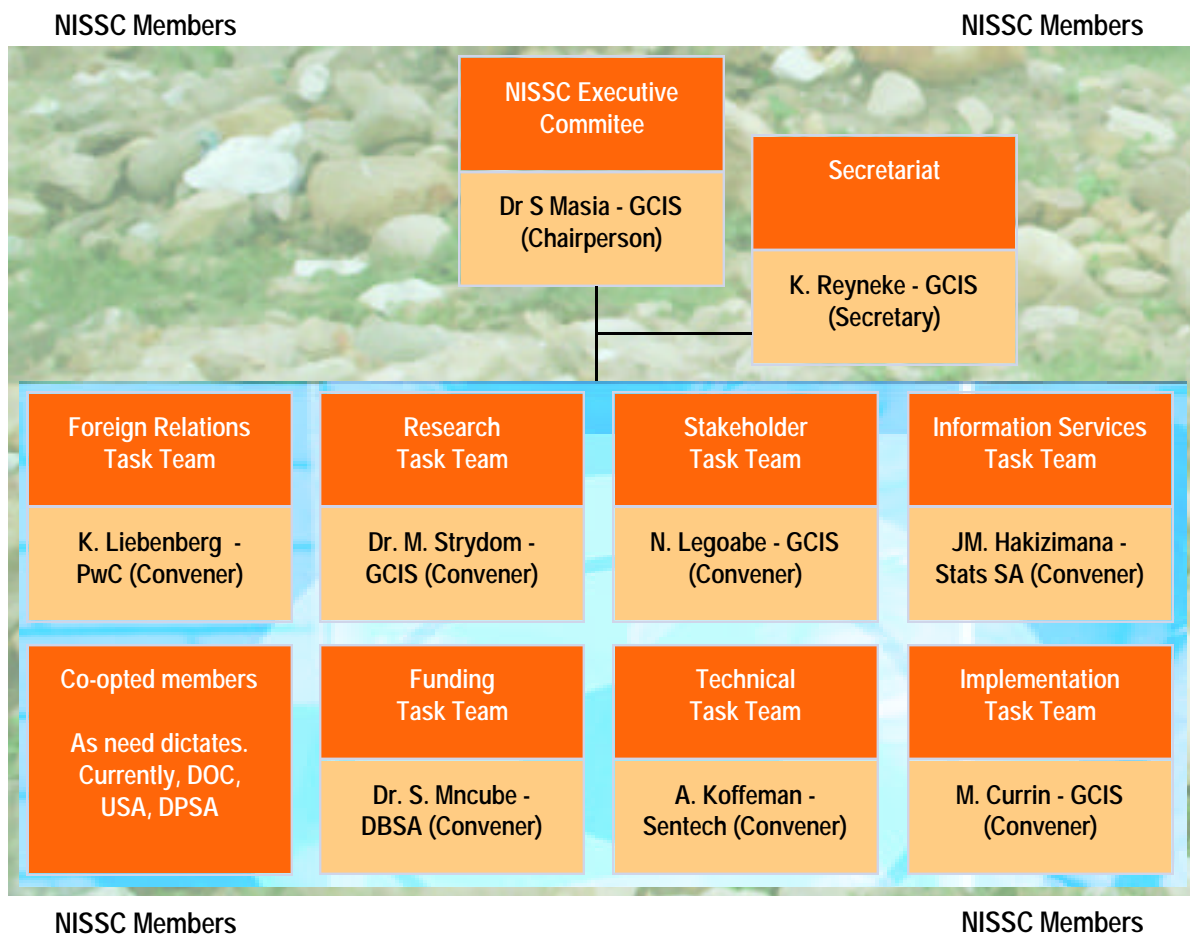 NISSC Members
NISSC Members
NISSC Executive
Commitee
Dr S Masia - GCIS
(Chairperson)
Secretariat
K. Reyneke - GCIS
(Secretary)
Foreign Relations
Task Team
K. Liebenberg -
PwC (Convener)
Research
Task Team
Dr. M. Strydom -
GCIS (Convener)
Stakeholder
Task Team
N. Legoabe - GCIS
(Convener)
Information Services
Task Team
JM. Hakizimana -
Stats SA (Convener)
Co-opted members
As need dictates.
Currently, DOC,
USA, DPSA
Funding
Task Team
Dr. S. Mncube -
DBSA (Convener)
Technical
Task Team
A. Koffeman -
Sentech (Convener)
Implementation
Task Team
M. Currin - GCIS
(Convener)
NISSC Members
NISSC Members